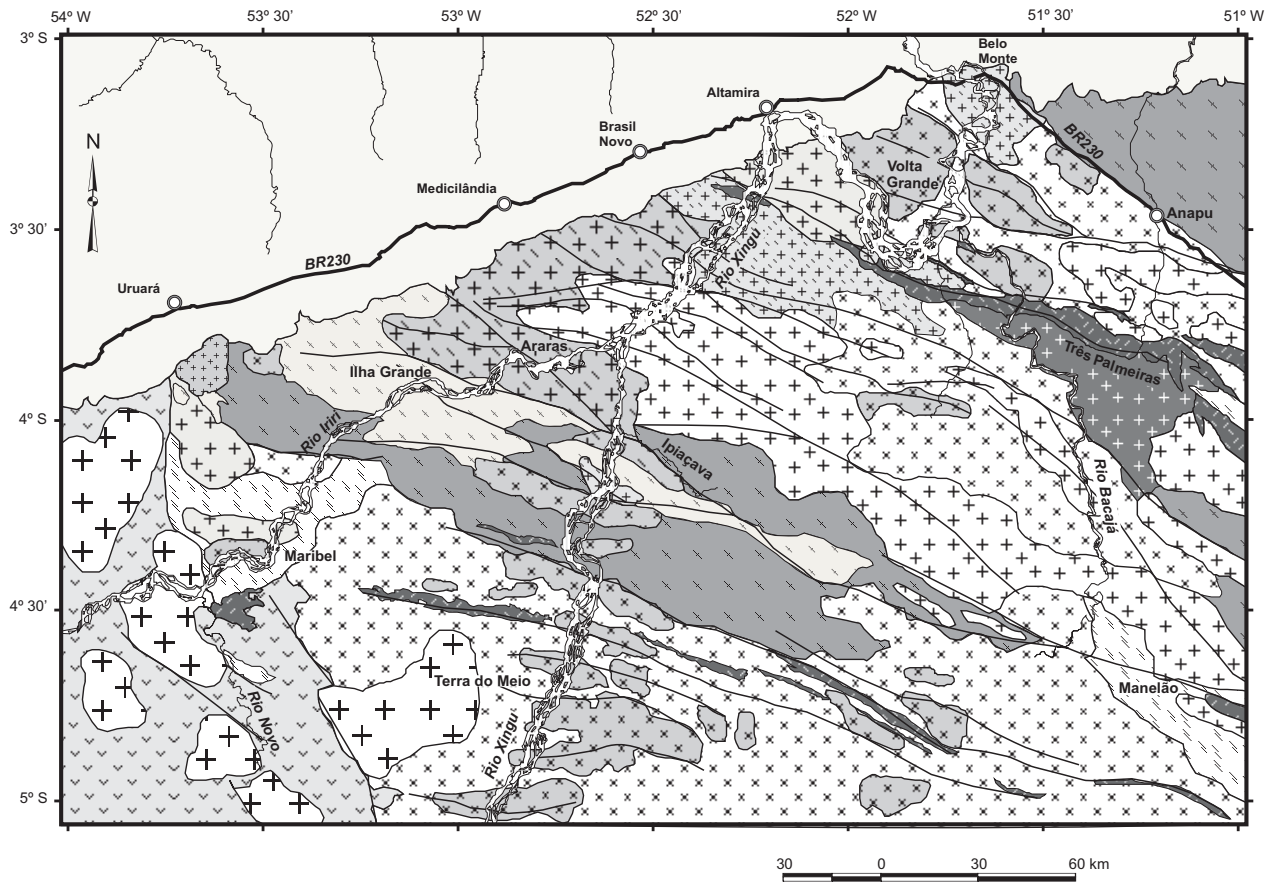 54º W
53º 30'
53º W
52º 30'
52º W
51º 30'
51º W
3º S
Belo
Monte
Altamira
Brasil
Novo
BR230
N
Volta
Grande
Medicilândia
Anapu
3º 30'
BR230
Rio Xingu
Uruará
Araras
Três Palmeiras
Ilha Grande
4º S
Rio Iriri
Ipiaçava
Rio Bacajá
Maribel
4º 30'
Terra do Meio
Manelão
Rio Novo
Rio Xingu
5º S
30 0 30 60 km